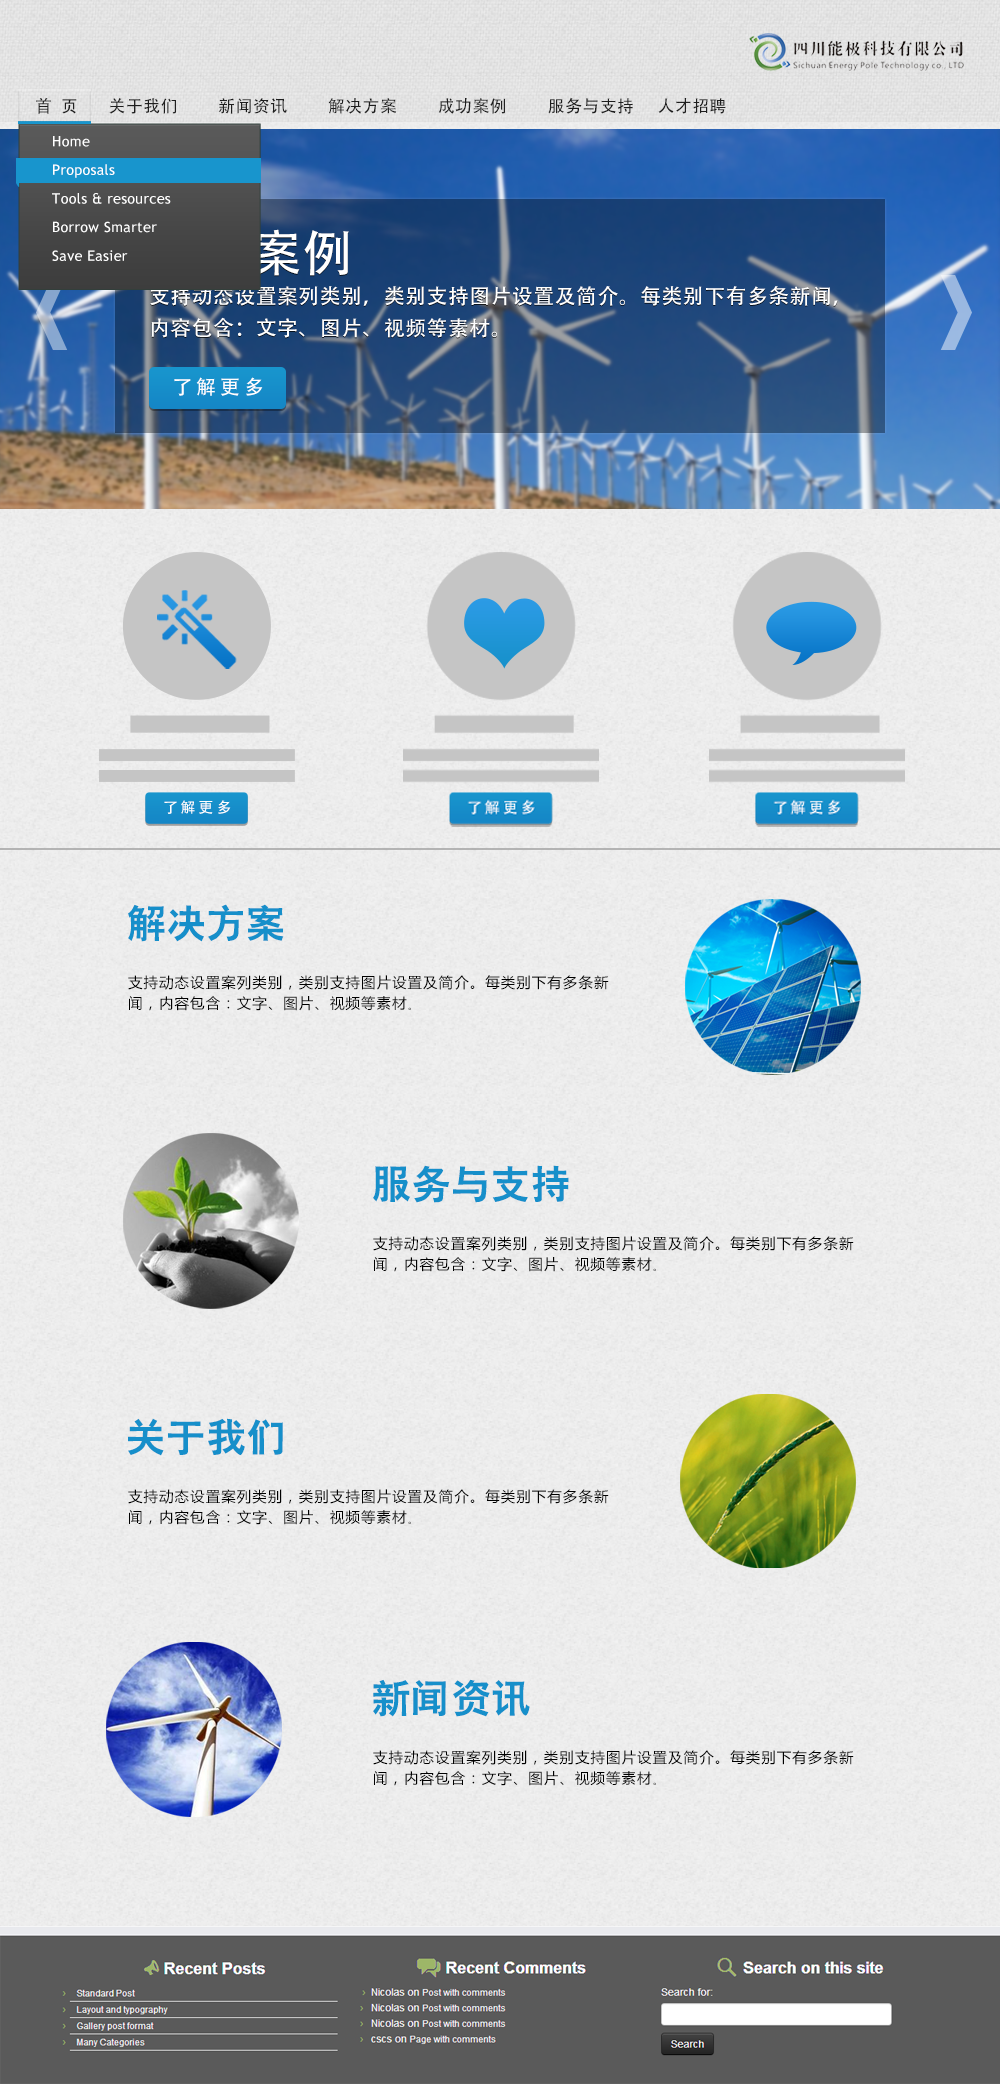 四川能极科技有限公司
Sichuan Energy Pole Technology co., LTD
首 页 关于我们 新闻资讯 解决方案 成功案例 服务与支持 人才招聘
Home
Proposals
Tools & resources
Borrow Smarter
Save Easier
案例
支持动态设置案列类别，类别支持图片设置及简介。每类别下有多条新闻，
内容包含：文字、图片、视频等素材。
了解更多
了解更多 了解更多 了解更多
解决方案
支持动态设置案列类别，类别支持图片设置及简介。每类别下有多条新
闻，内容包含：文字、图片、视频等素材。
服务与支持
支持动态设置案列类别，类别支持图片设置及简介。每类别下有多条新
闻，内容包含：文字、图片、视频等素材。
关于我们
支持动态设置案列类别，类别支持图片设置及简介。每类别下有多条新
闻，内容包含：文字、图片、视频等素材。
新闻资讯
支持动态设置案列类别，类别支持图片设置及简介。每类别下有多条新
闻，内容包含：文字、图片、视频等素材。
Recent Posts
Standard Post
Layout and typography
Gallery post format
Many Categories
Recent Comments
Nicolas on Post with comments
Nicolas on Post with comments
Nicolas on Post with comments
cscs on Page with comments
Search on this site
Search for:
Search